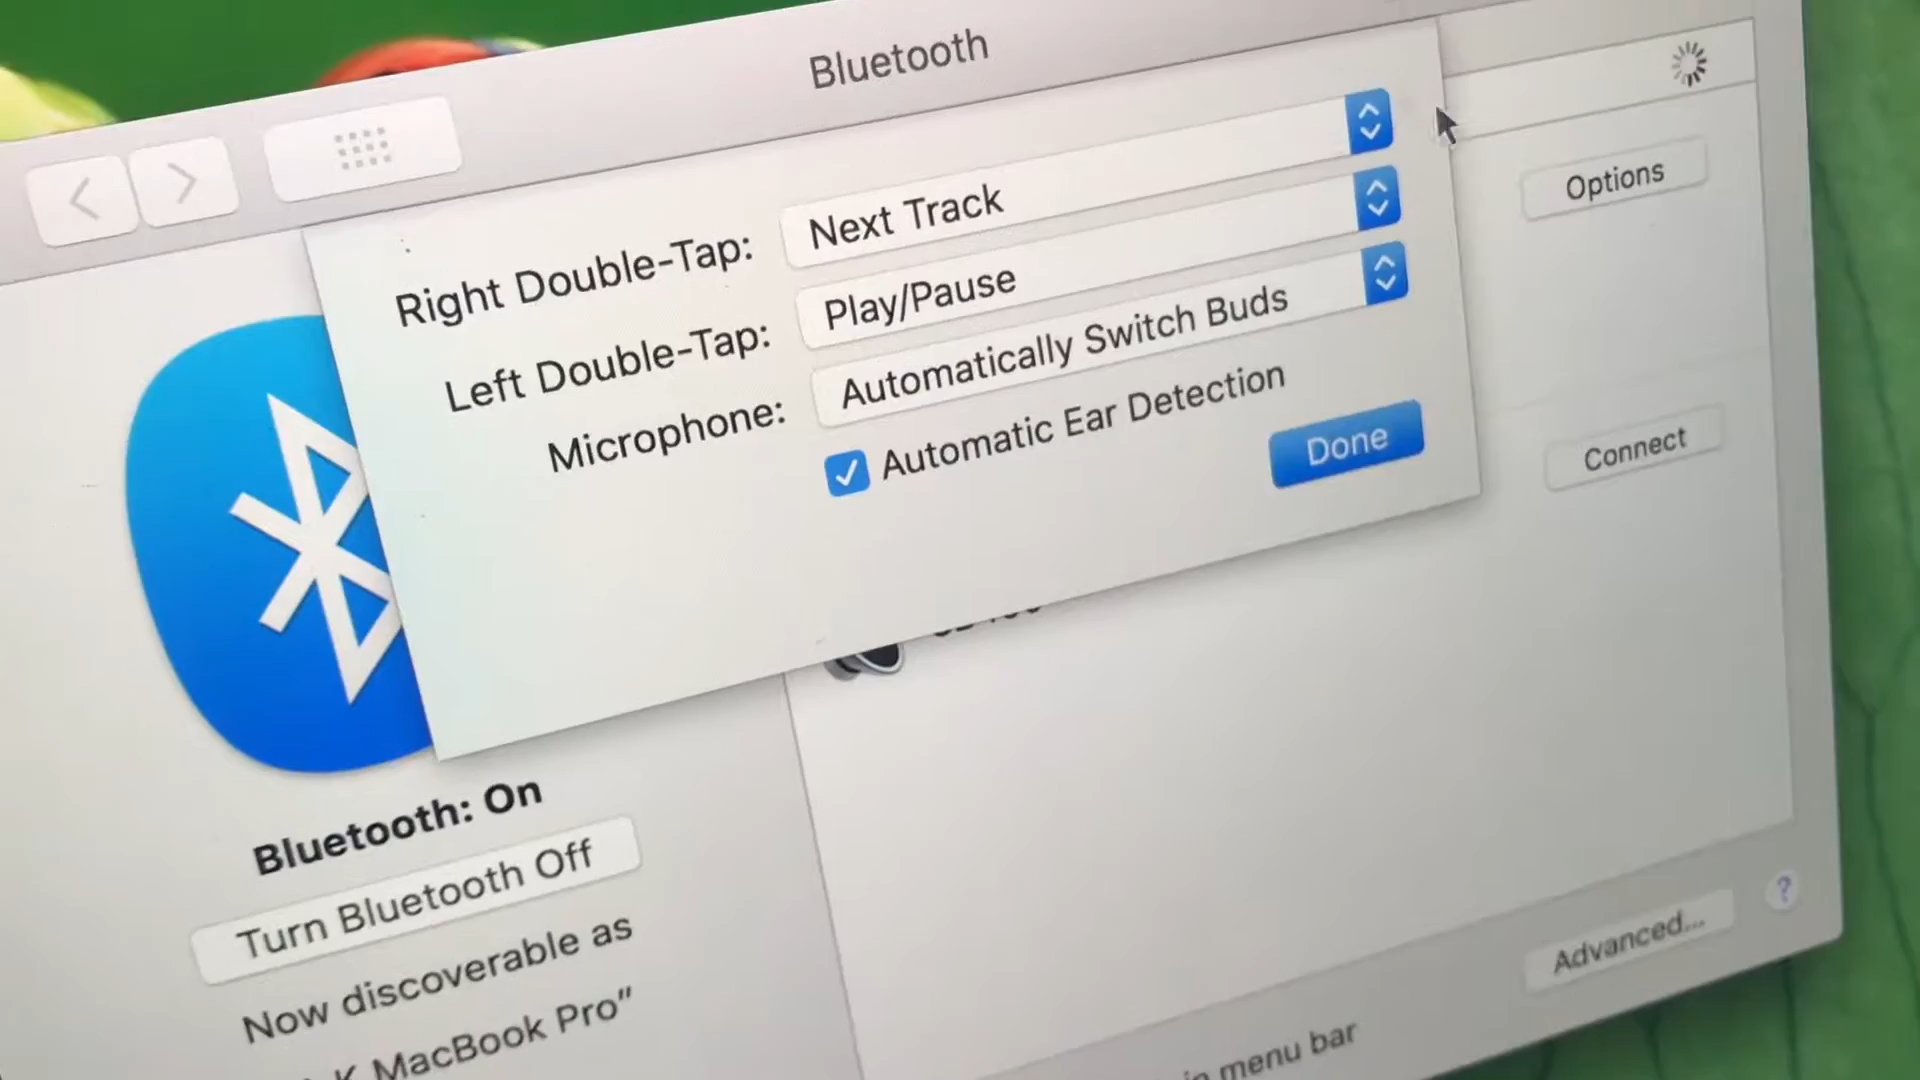 Bluetooth
Right Double-Tap: Next Track
Left Double-Tap: Play/Pause
Microphone: Automatically Switch Buds
Automatic Ear Detection
Done
Options
Connect
Bluetooth: On
Turn Bluetooth Off
Now discoverable as
K MacBook Pro”
Advanced...
?
in menu bar